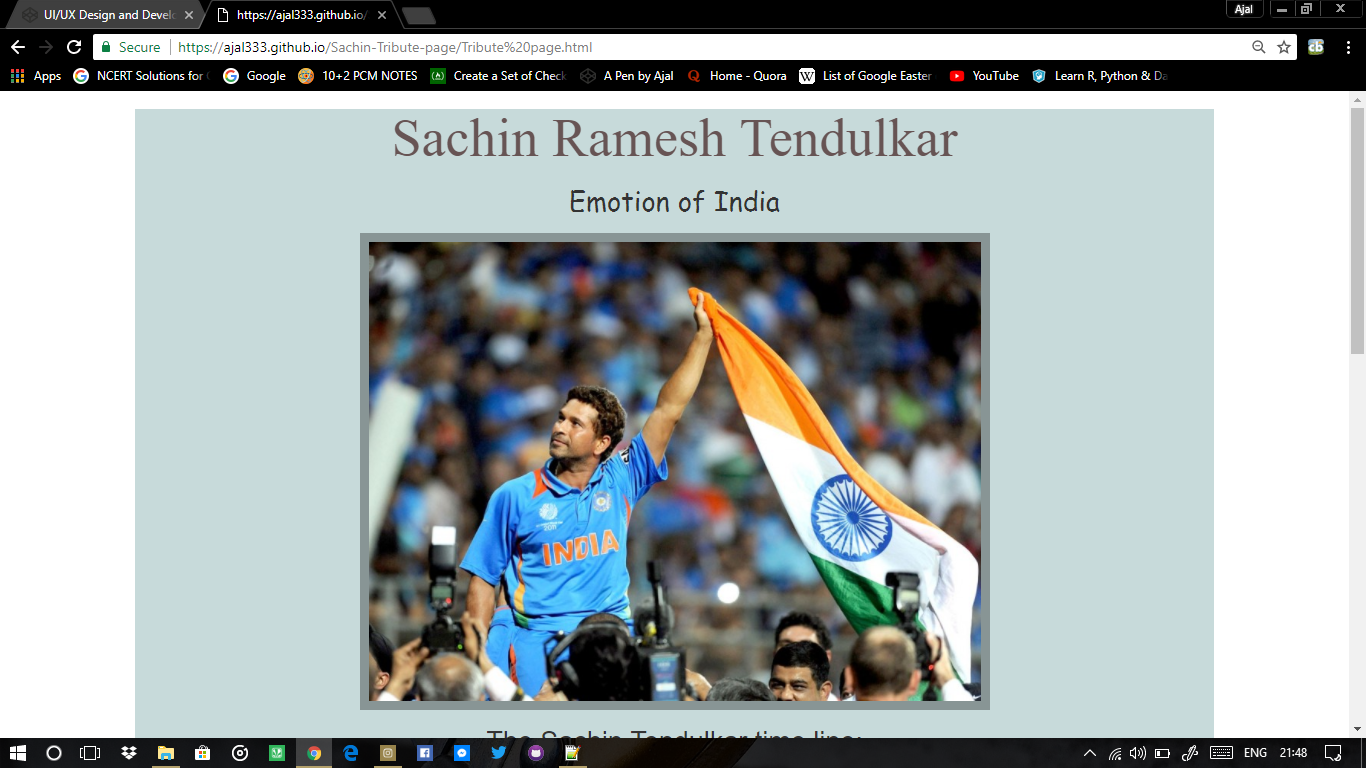 UI/UX Design and Devel
https://ajal333.github.io/
Ajal
Secure
https://ajal333.github.io/Sachin-Tribute-page/Tribute%20page.html
Apps
NCERT Solutions for
Google
10+2 PCM NOTES
Create a Set of Check
A Pen by Ajal
Home - Quora
List of Google Easter
YouTube
Learn R, Python & Da
Sachin Ramesh Tendulkar
Emotion of India
INDIA
The Sachin Tendulkar time line:
ENG
21:48